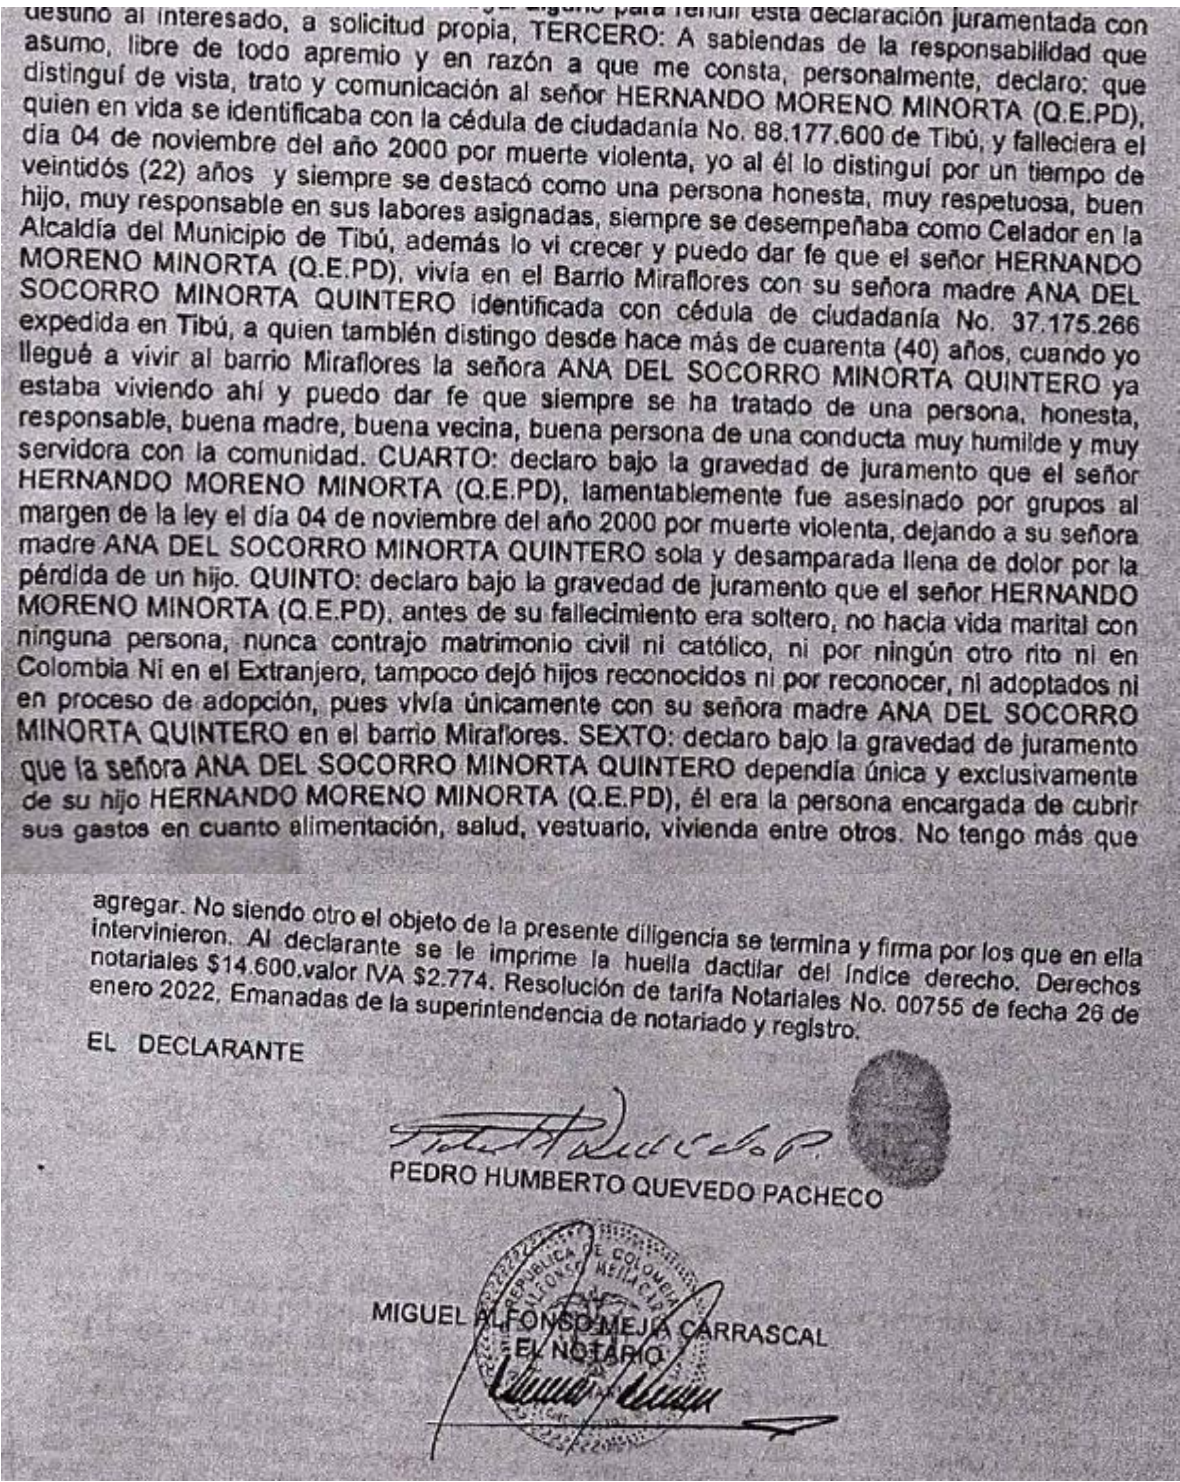 destino al interesado, a solicitud propia, TERCERO: A sabiendas de la responsabilidad que
asumo, libre de todo apremio y en razón a que me consta, personalmente, declaro: que
distinguí de vista, trato y comunicación al señor HERNANDO MORENO MINORTA (Q.E.PD),
quien en vida se identificaba con la cédula de ciudadanía No. 88.177.600 de Tibú, y falleciera el
día 04 de noviembre del año 2000 por muerte violenta, yo al él lo distinguí por un tiempo de
veintidós (22) años y siempre se destacó como una persona honesta, muy respetuosa, buen
hijo, muy responsable en sus labores asignadas, siempre se desempeñaba como Celador en la
Alcaldía del Municipio de Tibú, además lo vi crecer y puedo dar fe que el señor HERNANDO
MORENO MINORTA (Q.E.PD), vivía en el Barrio Miraflores con su señora madre ANA DEL
SOCORRO MINORTA QUINTERO identificada con cédula de ciudadanía No. 37.175.266
expedida en Tibú, a quien también distingo desde hace más de cuarenta (40) años, cuando yo
llegué a vivir al barrio Miraflores la señora ANA DEL SOCORRO MINORTA QUINTERO ya
estaba viviendo ahí y puedo dar fe que siempre se ha tratado de una persona, honesta,
responsable, buena madre, buena vecina, buena persona de una conducta muy humilde y muy
servidora con la comunidad. CUARTO: declaro bajo la gravedad de juramento que el señor
HERNANDO MORENO MINORTA (Q.E.PD), lamentablemente fue asesinado por grupos al
margen de la ley el día 04 de noviembre del año 2000 por muerte violenta, dejando a su señora
madre ANA DEL SOCORRO MINORTA QUINTERO sola y desamparada llena de dolor por la
pérdida de un hijo. QUINTO: declaro bajo la gravedad de juramento que el señor HERNANDO
MORENO MINORTA (Q.E.PD), antes de su fallecimiento era soltero, no hacia vida marital con
ninguna persona, nunca contrajo matrimonio civil ni católico, ni por ningún otro rito ni en
Colombia Ni en el Extranjero, tampoco dejó hijos reconocidos ni por reconocer, ni adoptados ni
en proceso de adopción, pues vivía únicamente con su señora madre ANA DEL SOCORRO
MINORTA QUINTERO en el barrio Miraflores. SEXTO: declaro bajo la gravedad de juramento
que la señora ANA DEL SOCORRO MINORTA QUINTERO dependía única y exclusivamente
de su hijo HERNANDO MORENO MINORTA (Q.E.PD), él era la persona encargada de cubrir
sus gastos en cuanto alimentación, salud, vestuario, vivienda entre otros. No tengo más que
agregar. No siendo otro el objeto de la presente diligencia se termina y firma por los que en ella
intervinieron. Al declarante se le imprime la huella dactilar del índice derecho. Derechos
notariales $14.600.valor IVA $2.774. Resolución de tarifa Notariales No. 00755 de fecha 26 de
enero 2022, Emanadas de la superintendencia de notariado y registro.
EL DECLARANTE
PEDRO HUMBERTO QUEVEDO PACHECO
REPUBLICA DE COLOMBIA
MIGUEL ALFONSO MEJÍA CARRASCAL
EL NOTARIO